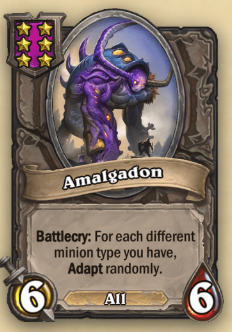 Amalgadon
Battlecry: For each different
minion type you have,
Adapt randomly.
6
All
6